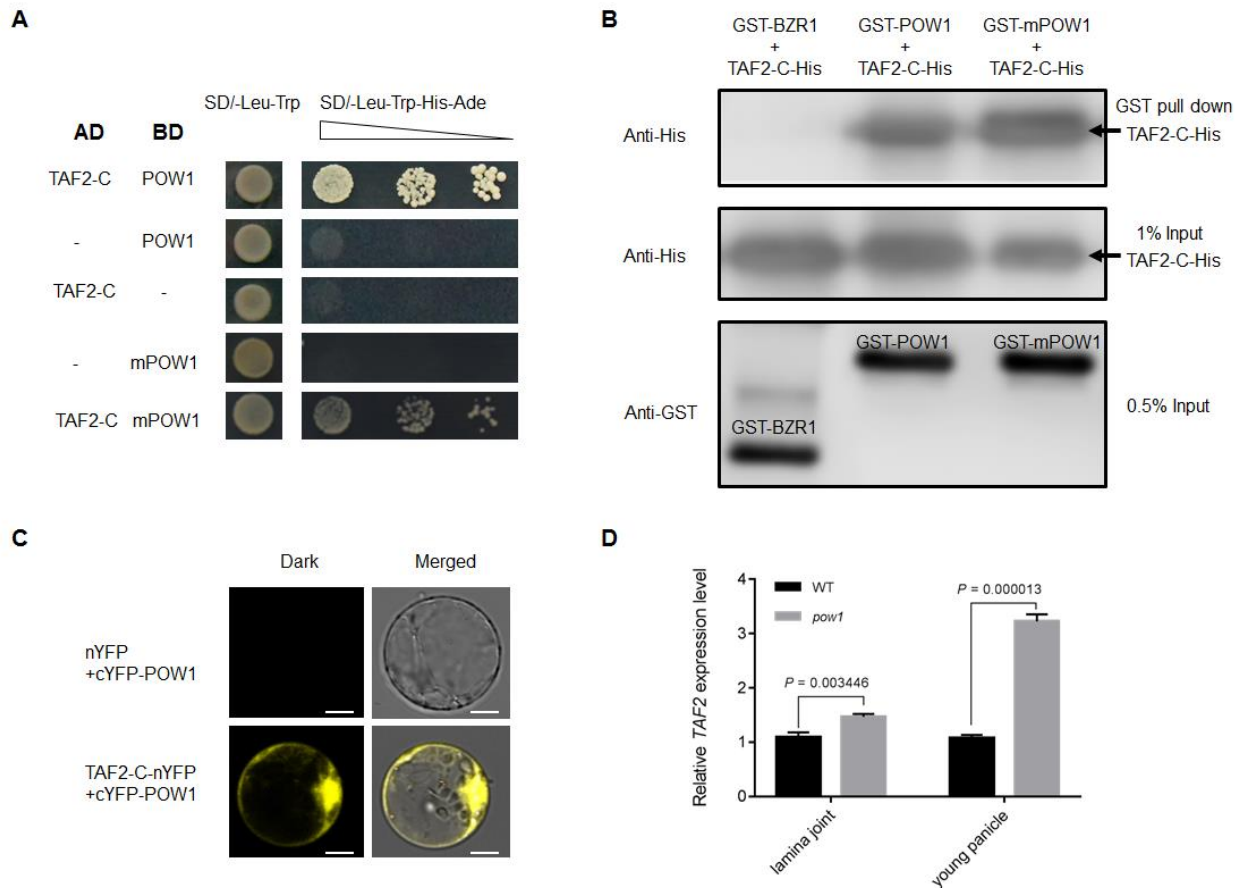 A
SD/-Leu-Trp SD/-Leu-Trp-His-Ade
AD BD
TAF2-C POW1
- POW1
TAF2-C -
- mPOW1
TAF2-C mPOW1
B
GST-BZR1 GST-POW1 GST-mPOW1
+ + +
TAF2-C-His TAF2-C-His TAF2-C-His
Anti-His
GST pull down
TAF2-C-His
Anti-His
1% Input
TAF2-C-His
Anti-GST
GST-BZR1
GST-POW1 GST-mPOW1
0.5% Input
C
Dark Merged
nYFP
+cYFP-POW1
TAF2-C-nYFP
+cYFP-POW1
D
Relative TAF2 expression level
4
3
2
1
0
WT
pow1
P = 0.003446
P = 0.000013
lamina joint
young panicle